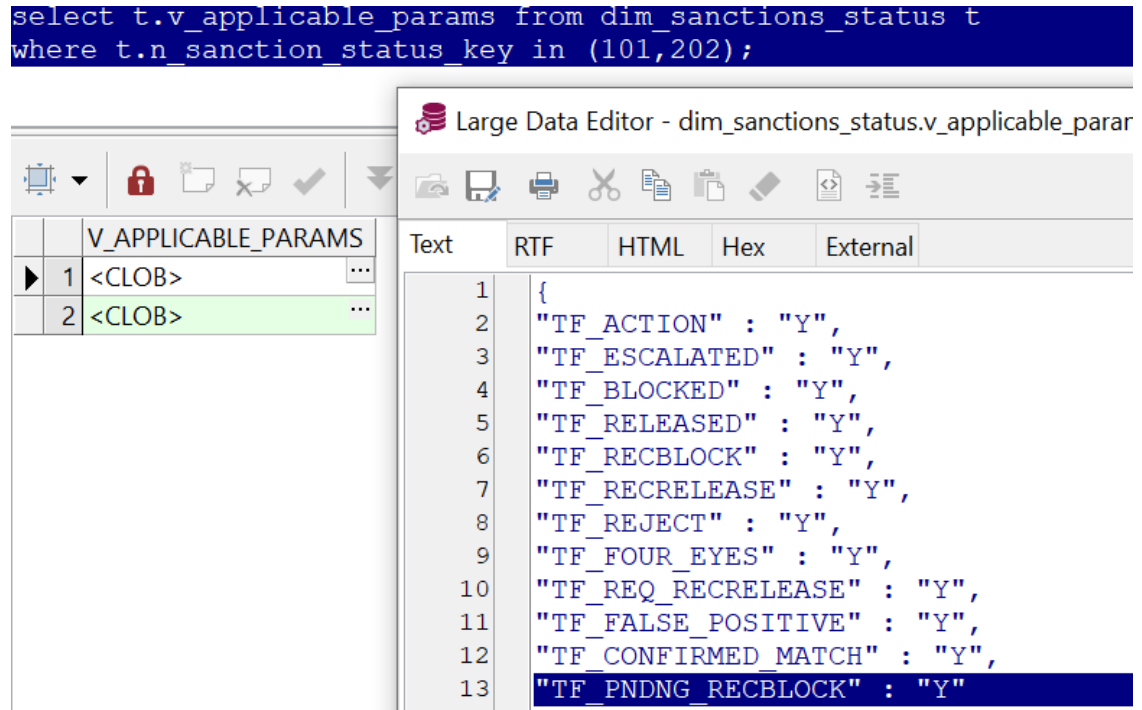 select t.v_applicable_params from dim_sanctions_status t
where t.n_sanction_status_key in (101,202);
Large Data Editor - dim_sanctions_status.v_applicable_param
Text RTF HTML Hex External
V_APPLICABLE_PARAMS
1 <CLOB> ...
2 <CLOB> ...
1 {
2 "TF_ACTION" : "Y",
3 "TF_ESCALATED" : "Y",
4 "TF_BLOCKED" : "Y",
5 "TF_RELEASED" : "Y",
6 "TF_RECBLOCK" : "Y",
7 "TF_RECRELEASE" : "Y",
8 "TF_REJECT" : "Y",
9 "TF_FOUR_EYES" : "Y",
10 "TF_REQ_RECRELEASE" : "Y",
11 "TF_FALSE_POSITIVE" : "Y",
12 "TF_CONFIRMED_MATCH" : "Y",
13 "TF_PNDNG_RECBLOCK" : "Y"